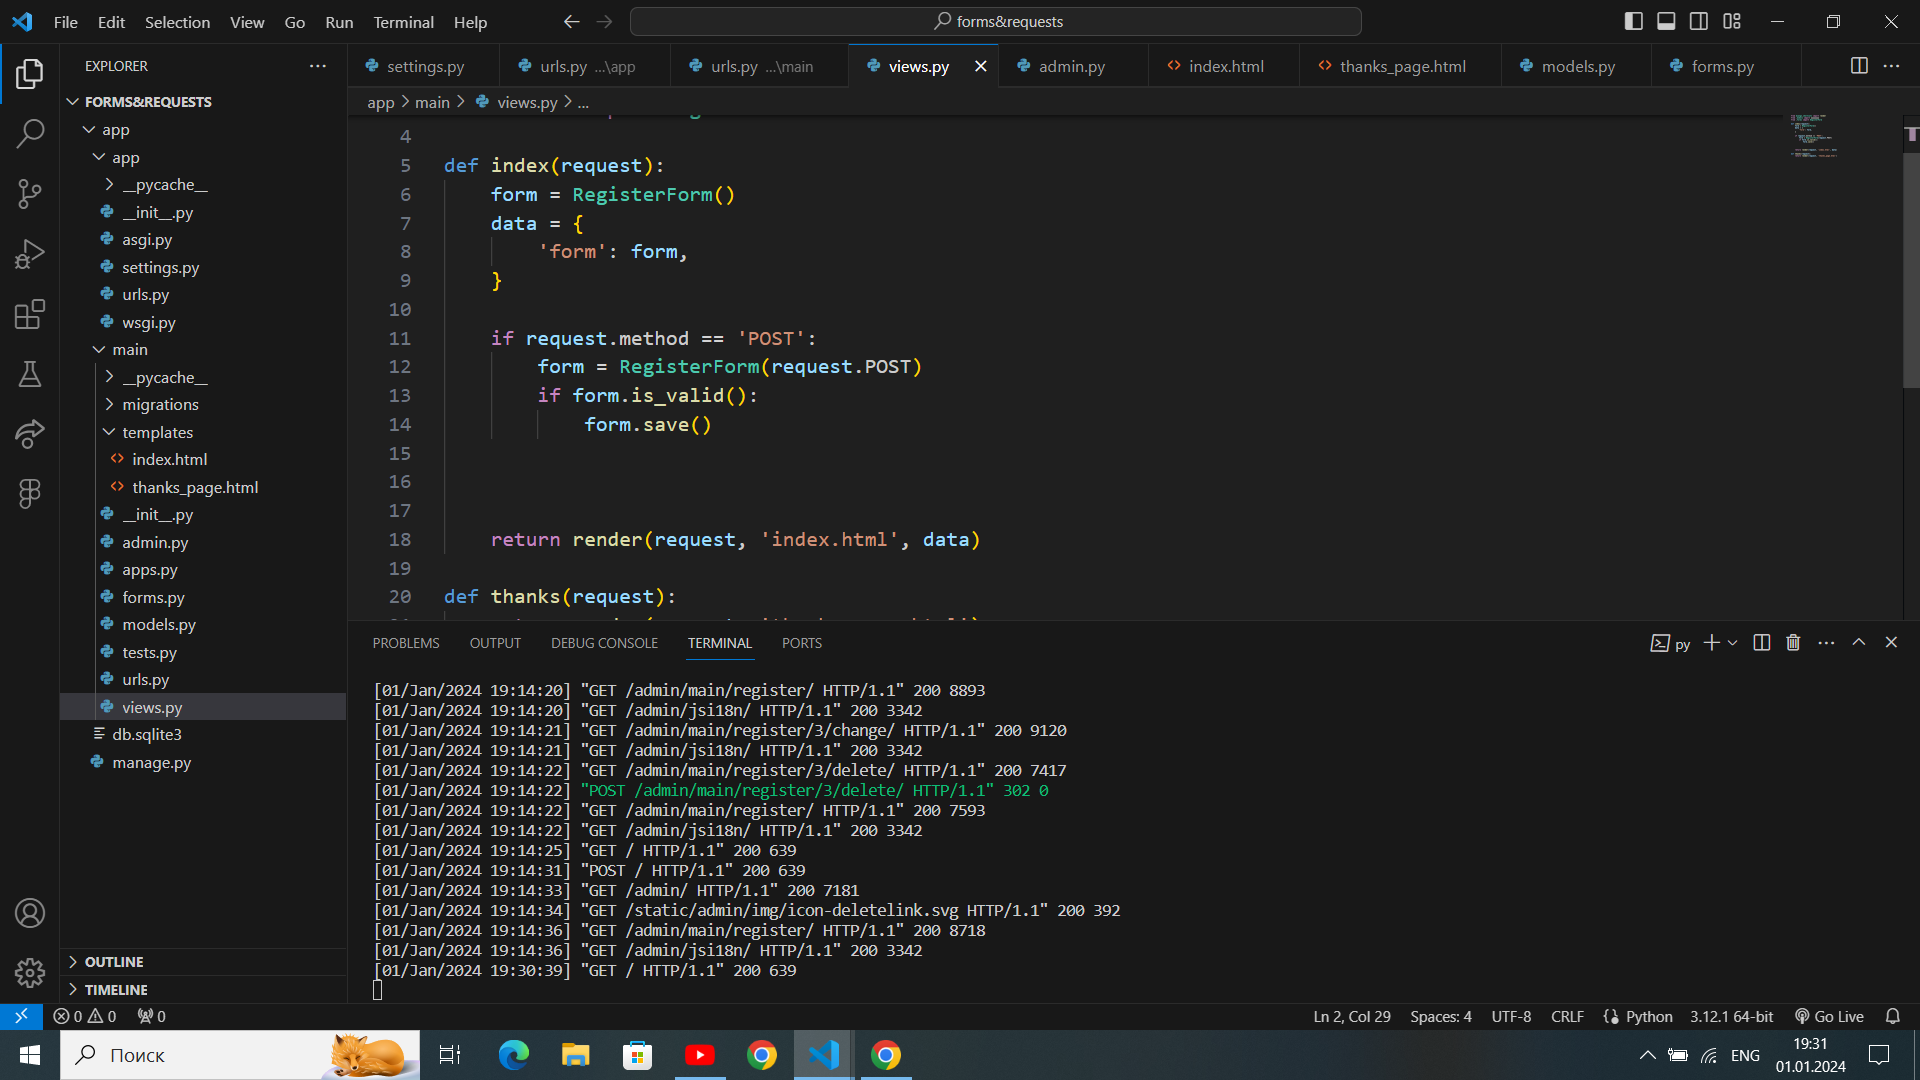 File Edit Selection View Go Run Terminal Help
forms&requests
EXPLORER
FORMS&REQUESTS
app
app
__pycache__
__init__.py
asgi.py
settings.py
urls.py
wsgi.py
main
__pycache__
migrations
templates
index.html
thanks_page.html
__init__.py
admin.py
apps.py
forms.py
models.py
tests.py
urls.py
views.py
db.sqlite3
manage.py
OUTLINE
TIMELINE
settings.py urls.py ...\app urls.py ...\main views.py admin.py index.html thanks_page.html models.py forms.py
app > main > views.py > ...
4
5 def index(request):
6 form = RegisterForm()
7 data = {
8 'form': form,
9 }
10
11 if request.method == 'POST':
12 form = RegisterForm(request.POST)
13 if form.is_valid():
14 form.save()
15
16
17
18 return render(request, 'index.html', data)
19
20 def thanks(request):
PROBLEMS OUTPUT DEBUG CONSOLE TERMINAL PORTS
py
[01/Jan/2024 19:14:20] "GET /admin/main/register/ HTTP/1.1" 200 8893
[01/Jan/2024 19:14:20] "GET /admin/jsi18n/ HTTP/1.1" 200 3342
[01/Jan/2024 19:14:21] "GET /admin/main/register/3/change/ HTTP/1.1" 200 9120
[01/Jan/2024 19:14:21] "GET /admin/jsi18n/ HTTP/1.1" 200 3342
[01/Jan/2024 19:14:22] "GET /admin/main/register/3/delete/ HTTP/1.1" 200 7417
[01/Jan/2024 19:14:22] "POST /admin/main/register/3/delete/ HTTP/1.1" 302 0
[01/Jan/2024 19:14:22] "GET /admin/main/register/ HTTP/1.1" 200 7593
[01/Jan/2024 19:14:22] "GET /admin/jsi18n/ HTTP/1.1" 200 3342
[01/Jan/2024 19:14:25] "GET / HTTP/1.1" 200 639
[01/Jan/2024 19:14:31] "POST / HTTP/1.1" 200 639
[01/Jan/2024 19:14:33] "GET /admin/ HTTP/1.1" 200 7181
[01/Jan/2024 19:14:34] "GET /static/admin/img/icon-deletelink.svg HTTP/1.1" 200 392
[01/Jan/2024 19:14:36] "GET /admin/main/register/ HTTP/1.1" 200 8718
[01/Jan/2024 19:14:36] "GET /admin/jsi18n/ HTTP/1.1" 200 3342
[01/Jan/2024 19:30:39] "GET / HTTP/1.1" 200 639
0 0 0
Ln 2, Col 29 Spaces: 4 UTF-8 CRLF Python 3.12.1 64-bit Go Live
Поиск
ENG
19:31
01.01.2024